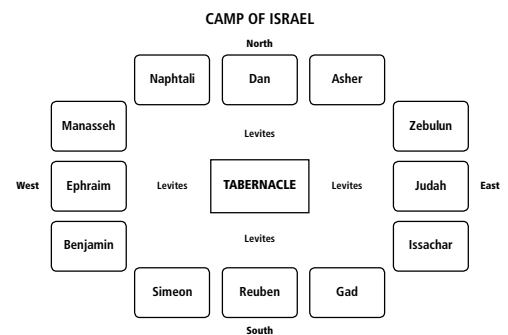 CAMP OF ISRAEL
North
Naphtali Dan Asher
Manasseh Levites Zebulun
West Ephraim Levites TABERNACLE Levites Judah East
Benjamin Levites Issachar
Simeon Reuben Gad
South